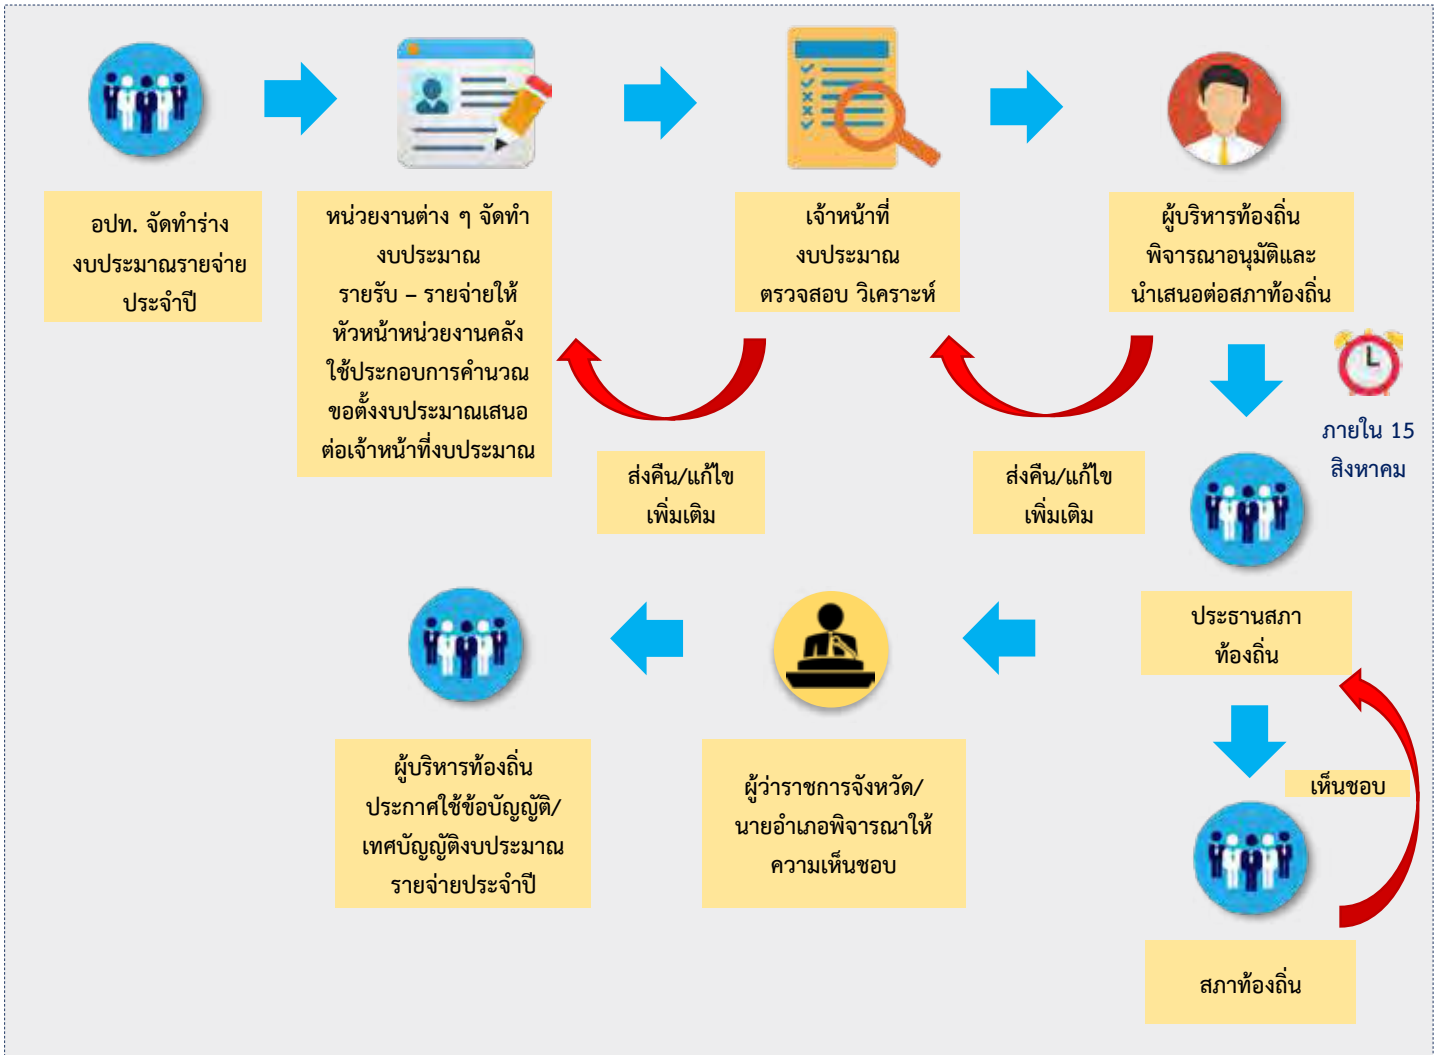 อปท. จัดทำร่าง
งบประมาณรายจ่าย
ประจำปี
หน่วยงานต่าง ๆ จัดทำ
งบประมาณ
รายรับ – รายจ่ายให้
หัวหน้าหน่วยงานคลัง
ใช้ประกอบการคำนวณ
ขอตั้งงบประมาณเสนอ
ต่อเจ้าหน้าที่งบประมาณ
เจ้าหน้าที่
งบประมาณ
ตรวจสอบ วิเคราะห์
ผู้บริหารท้องถิ่น
พิจารณาอนุมัติและ
นำเสนอต่อสภาท้องถิ่น
ส่งคืน/แก้ไข
เพิ่มเติม
ส่งคืน/แก้ไข
เพิ่มเติม
ภายใน 15
สิงหาคม
ประธานสภา
ท้องถิ่น
เห็นชอบ
สภาท้องถิ่น
ผู้ว่าราชการจังหวัด/
นายอำเภอพิจารณาให้
ความเห็นชอบ
ผู้บริหารท้องถิ่น
ประกาศใช้ข้อบัญญัติ/
เทศบัญญัติงบประมาณ
รายจ่ายประจำปี